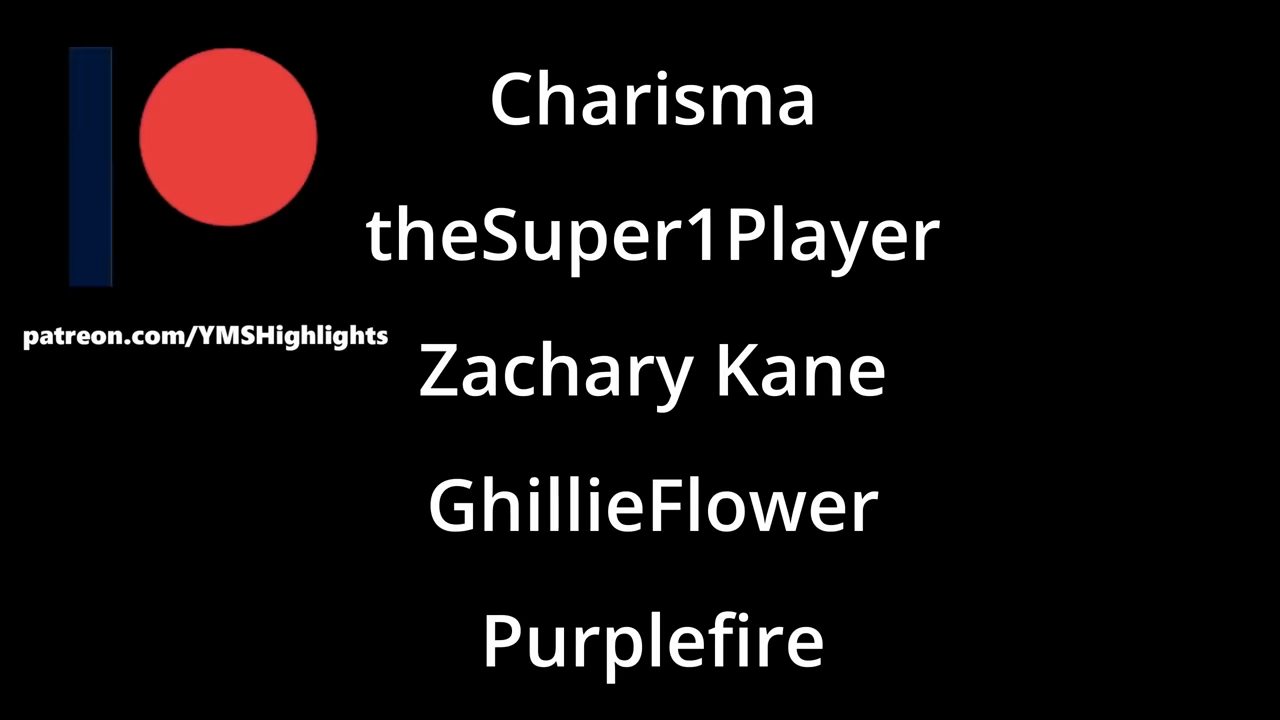 Charisma
theSuper1Player
patreon.com/YMSHighlights
Zachary Kane
GhillieFlower
Purplefire